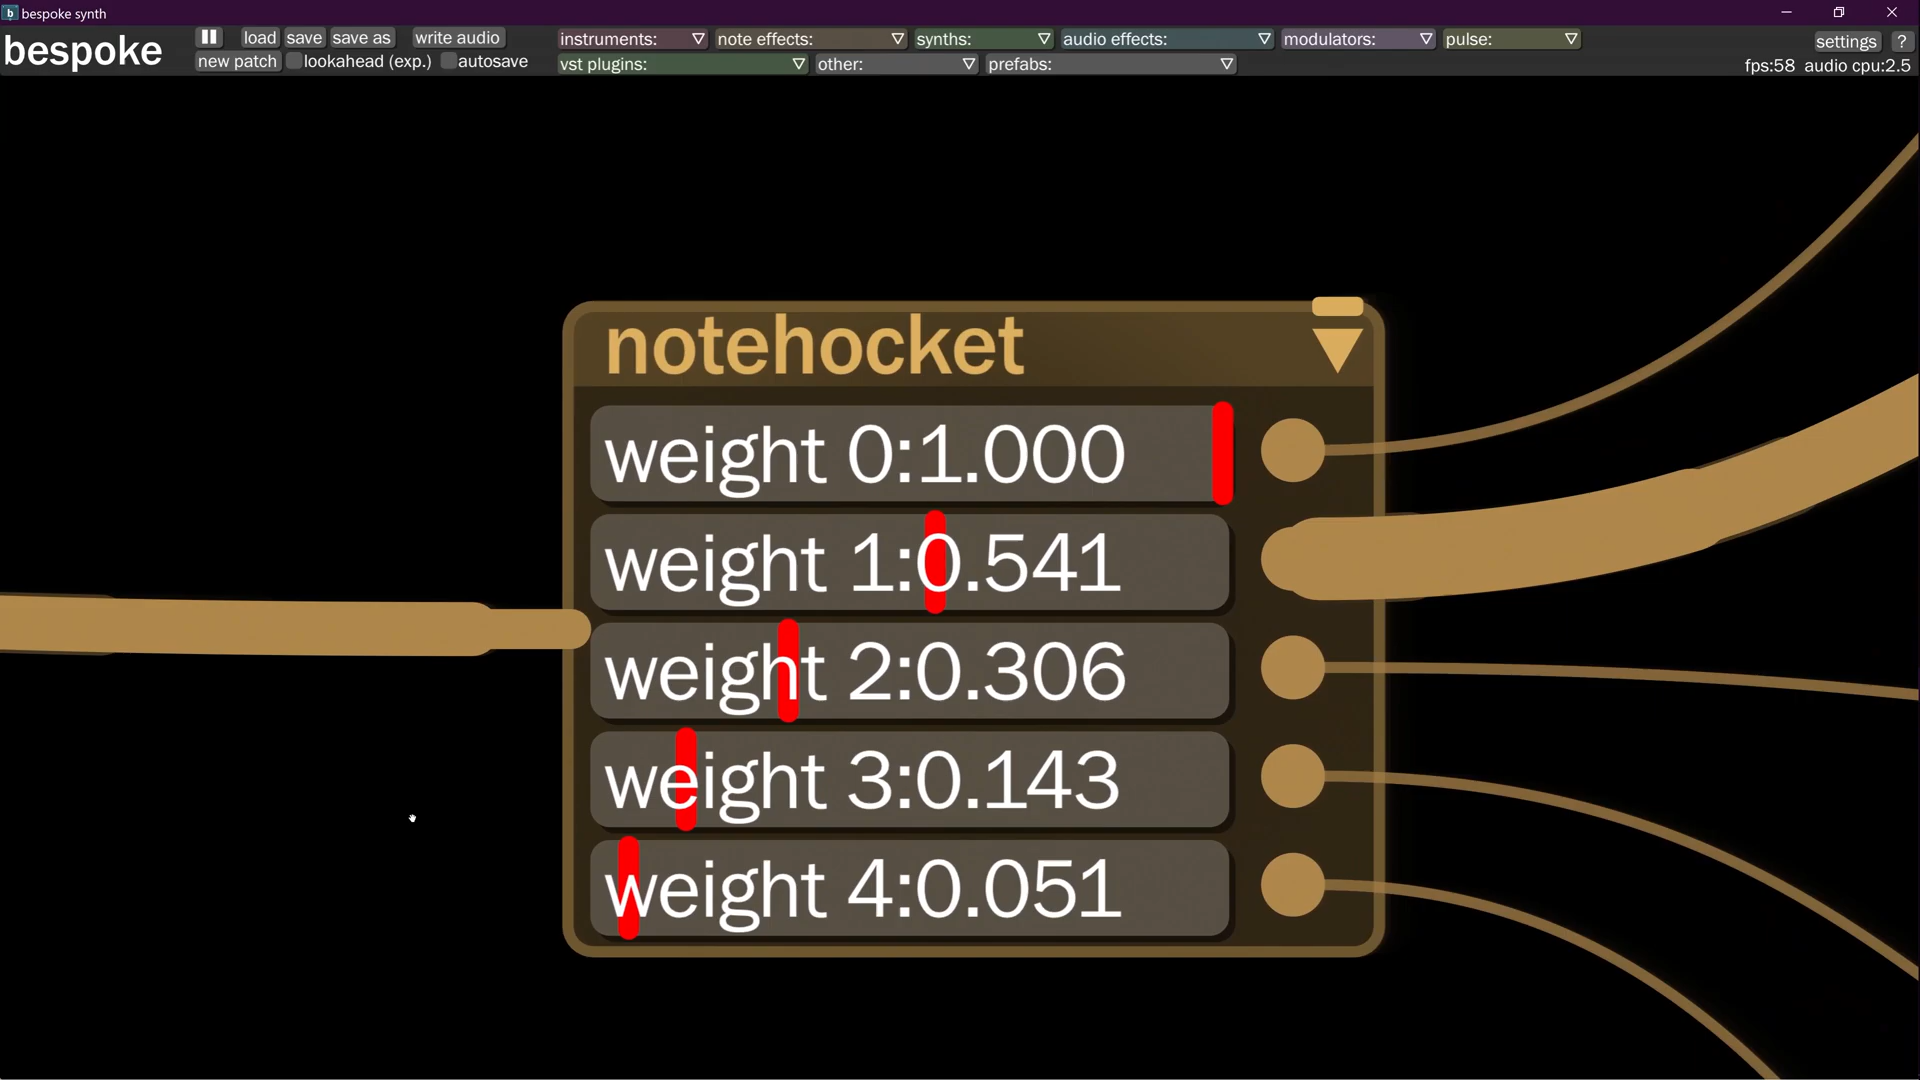 bespoke synth
bespoke
load save save as write audio
new patch lookahead (exp.) autosave
instruments: note effects: synths: audio effects: modulators: pulse:
vst plugins: other: prefabs:
settings ?
fps:58 audio cpu:2.5
notehocket
weight 0:1.000
weight 1:0.541
weight 2:0.306
weight 3:0.143
weight 4:0.051